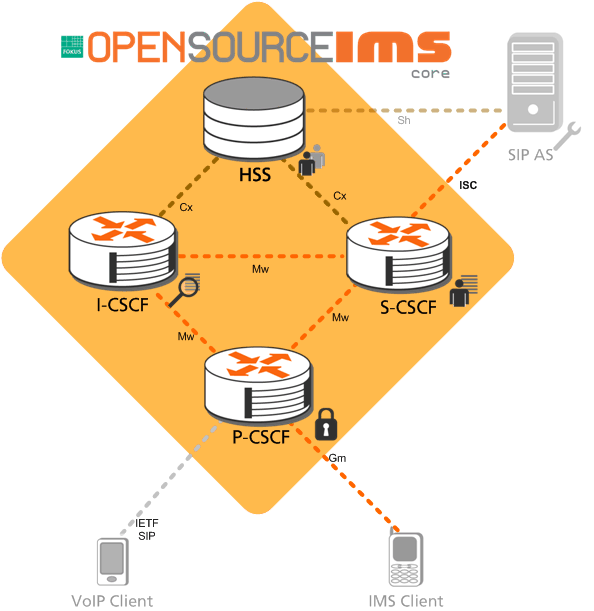 FOKUS
OPENSOURCEIMS
core
Sh
SIP AS
HSS
Cx
Cx
ISC
I-CSCF
Mw
S-CSCF
Mw
Mw
P-CSCF
Gm
IETF
SIP
VoIP Client
IMS Client